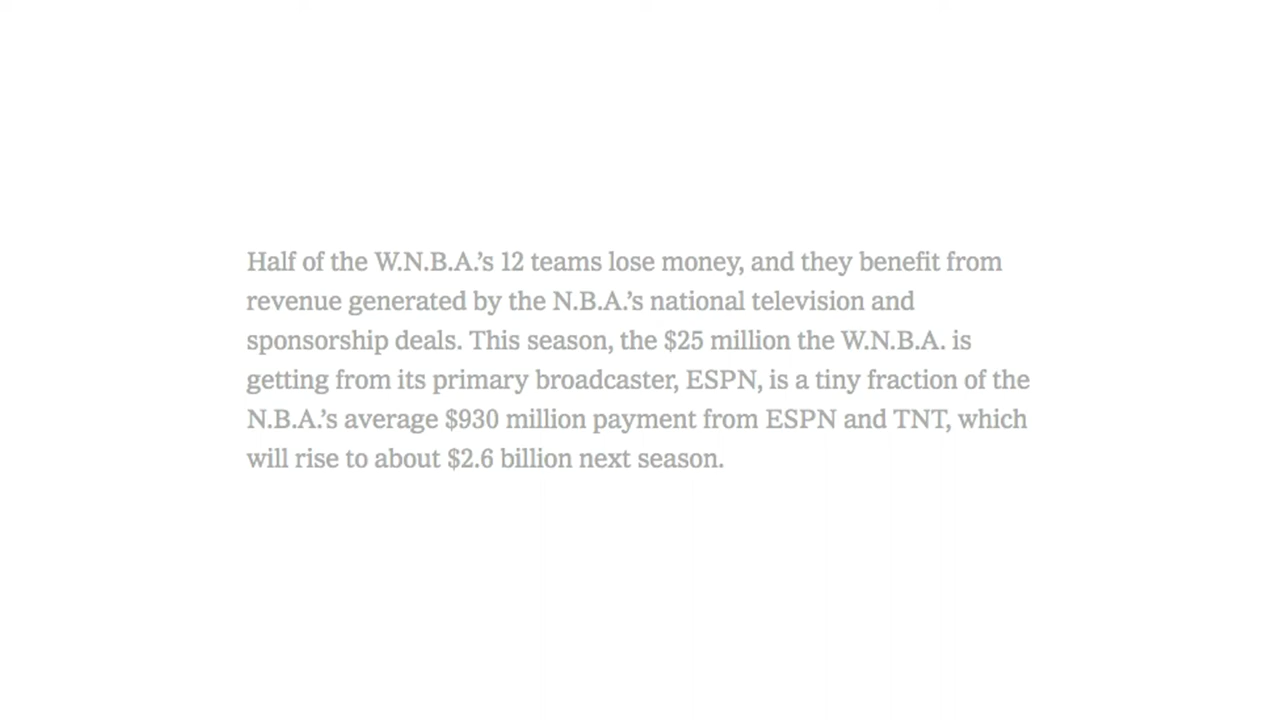 Half of the W.N.B.A.’s 12 teams lose money, and they benefit from
revenue generated by the N.B.A.’s national television and
sponsorship deals. This season, the $25 million the W.N.B.A. is
getting from its primary broadcaster, ESPN, is a tiny fraction of the
N.B.A.’s average $930 million payment from ESPN and TNT, which
will rise to about $2.6 billion next season.